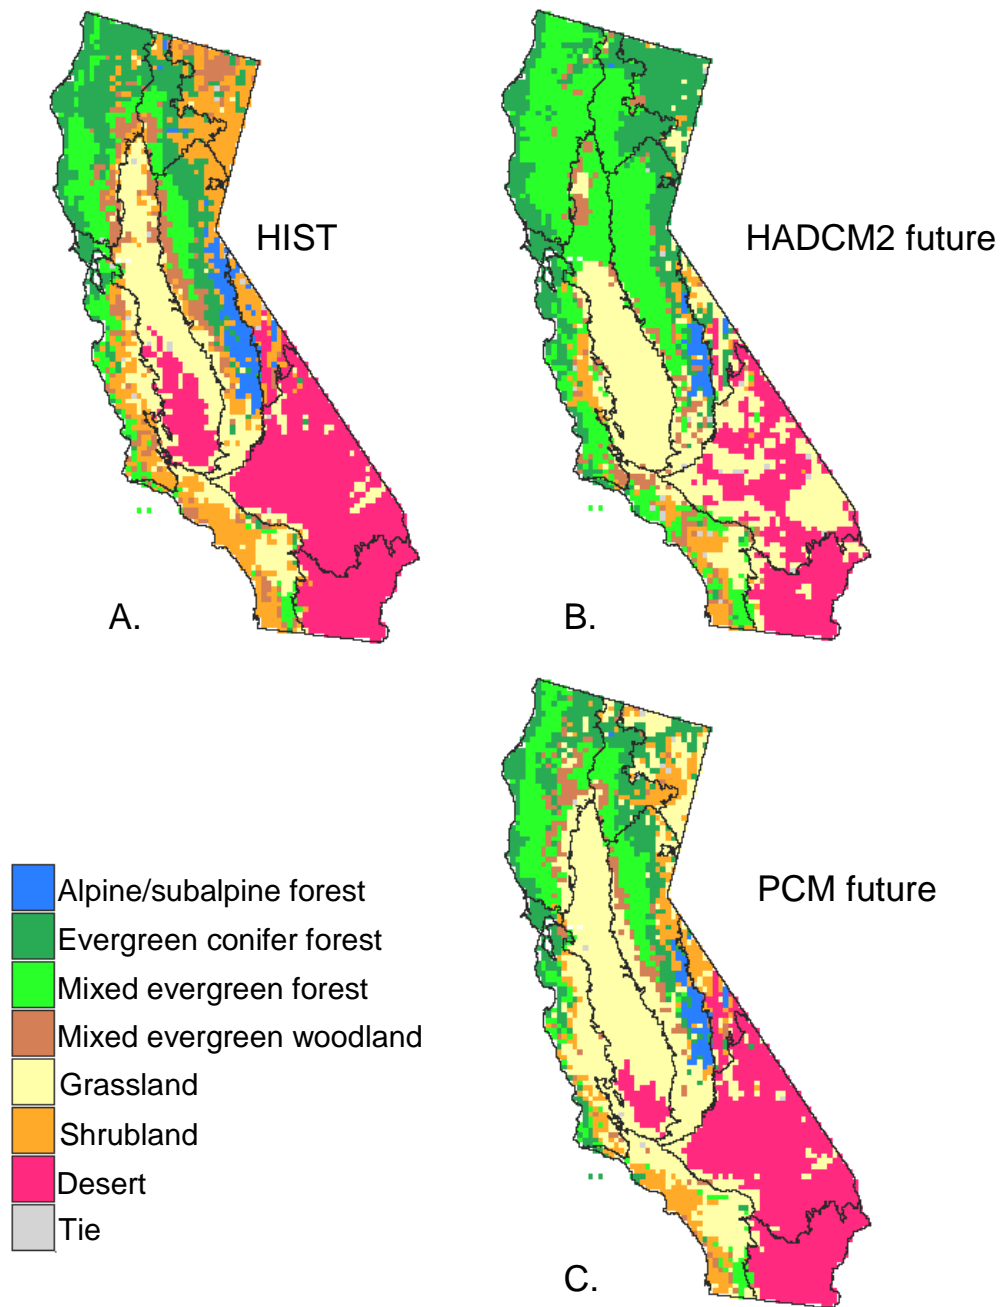 HIST
HADCM2 future
A.
B.
PCM future
Alpine/subalpine forest
Evergreen conifer forest
Mixed evergreen forest
Mixed evergreen woodland
Grassland
Shrubland
Desert
Tie
C.